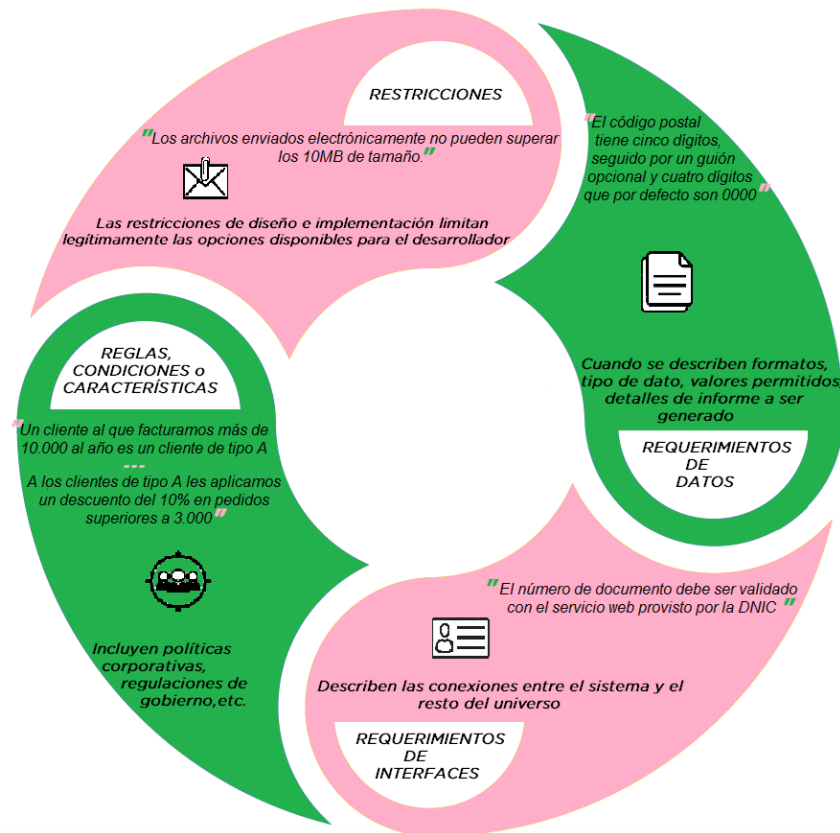 RESTRICCIONES
"Los archivos enviados electrónicamente no pueden superar
los 10MB de tamaño."
Las restricciones de diseño e implementación limitan
legítimamente las opciones disponibles para el desarrollador
"El código postal
tiene cinco dígitos,
seguido por un guión
opcional y cuatro dígitos
que por defecto son 0000"
Cuando se describen formatos,
tipo de dato, valores permitidos,
detalles de informe a ser
generado
REQUERIMIENTOS
DE
DATOS
"El número de documento debe ser validado
con el servicio web provisto por la DNIC "
Describen las conexiones entre el sistema y el
resto del universo
REQUERIMIENTOS
DE
INTERFACES
REGLAS,
CONDICIONES o
CARACTERÍSTICAS
"Un cliente al que facturamos más de
10.000 al año es un cliente de tipo A
---
A los clientes de tipo A les aplicamos
un descuento del 10% en pedidos
superiores a 3.000"
Incluyen políticas
corporativas,
regulaciones de
gobierno,etc.